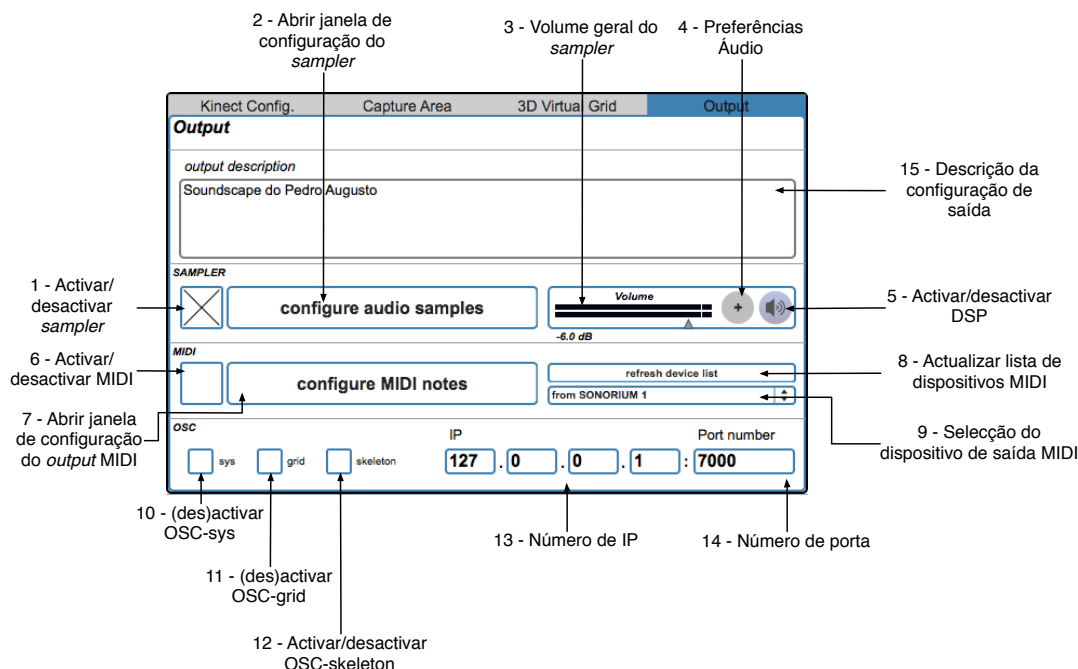 2 - Abrir janela de
configuração do
sampler
3 - Volume geral do
sampler
4 - Preferências
Áudio
Kinect Config.
Capture Area
3D Virtual Grid
Output
Output
output description
Soundscape do Pedro Augusto
15 - Descrição da
configuração de
saída
SAMPLER
1 - Activar/
desactivar
sampler
configure audio samples
Volume
+
-6.0 dB
5 - Activar/desactivar
DSP
MIDI
6 - Activar/
desactivar MIDI
configure MIDI notes
refresh device list
from SONORIUM 1
8 - Actualizar lista de
dispositivos MIDI
7 - Abrir janela
de configuração
do output MIDI
9 - Selecção do
dispositivo de saída MIDI
OSC
sys
grid
skeleton
IP
Port number
127 . 0 . 0 . 1 : 7000
10 - (des)activar
OSC-sys
13 - Número de IP
14 - Número de porta
11 - (des)activar
OSC-grid
12 - Activar/desactivar
OSC-skeleton